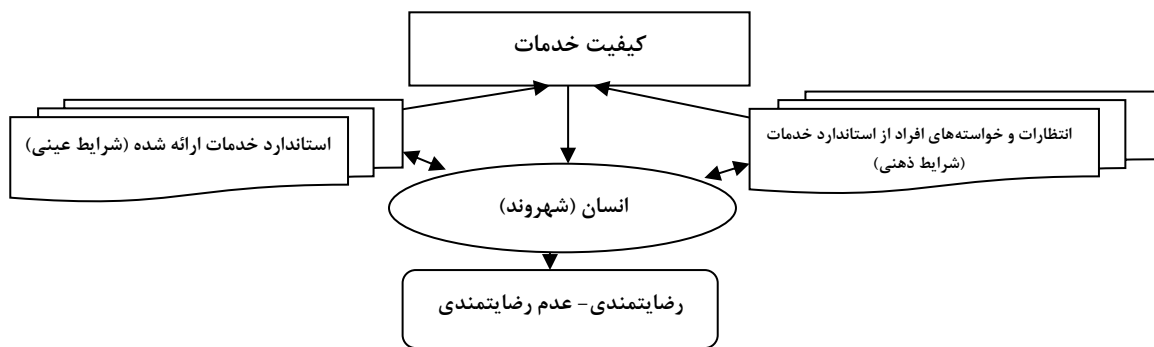 کیفیت خدمات
انتظارات و خواسته‌های افراد از استاندارد خدمات
(شرایط ذهنی)
استاندارد خدمات ارائه شده (شرایط عینی)
انسان (شهروند)
رضایتمندی- عدم رضایتمندی